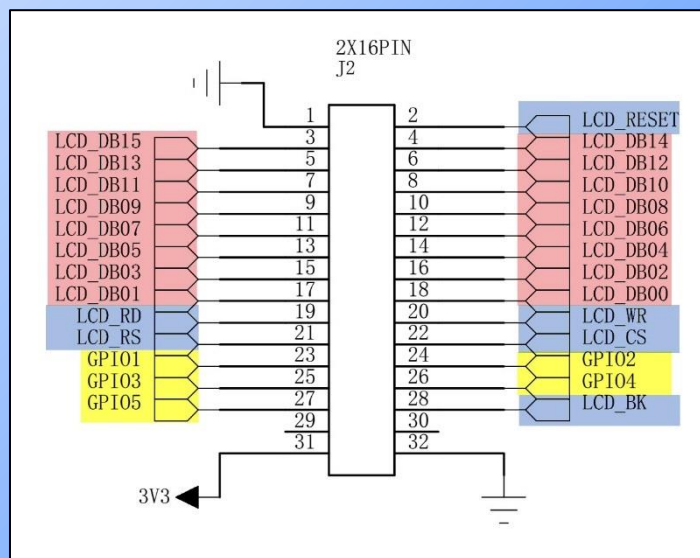 2X16PIN
J2
1 2 LCD_RESET
LCD_DB15 3 4 LCD_DB14
LCD_DB13 5 6 LCD_DB12
LCD_DB11 7 8 LCD_DB10
LCD_DB09 9 10 LCD_DB08
LCD_DB07 11 12 LCD_DB06
LCD_DB05 13 14 LCD_DB04
LCD_DB03 15 16 LCD_DB02
LCD_DB01 17 18 LCD_DB00
LCD_RD 19 20 LCD_WR
LCD_RS 21 22 LCD_CS
GPIO1 23 24 GPIO2
GPIO3 25 26 GPIO4
GPIO5 27 28 LCD_BK
29 30
31 32
3V3